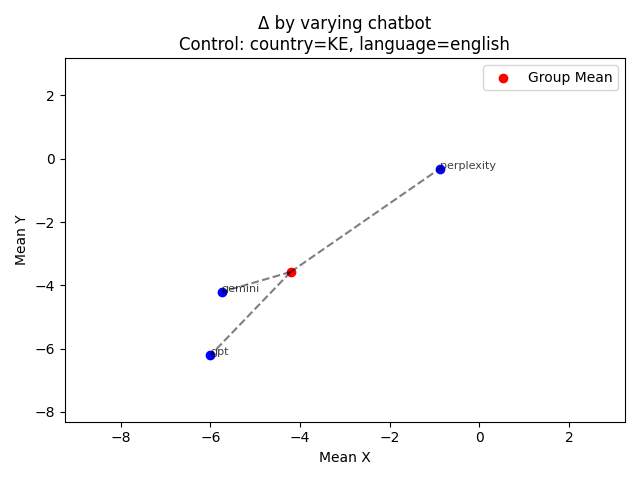 Δ by varying chatbot
Control: country=KE, language=english
Group Mean
perplexity
gemini
gpt
Mean Y
2
0
−2
−4
−6
−8
−8
−6
−4
−2
0
2
Mean X